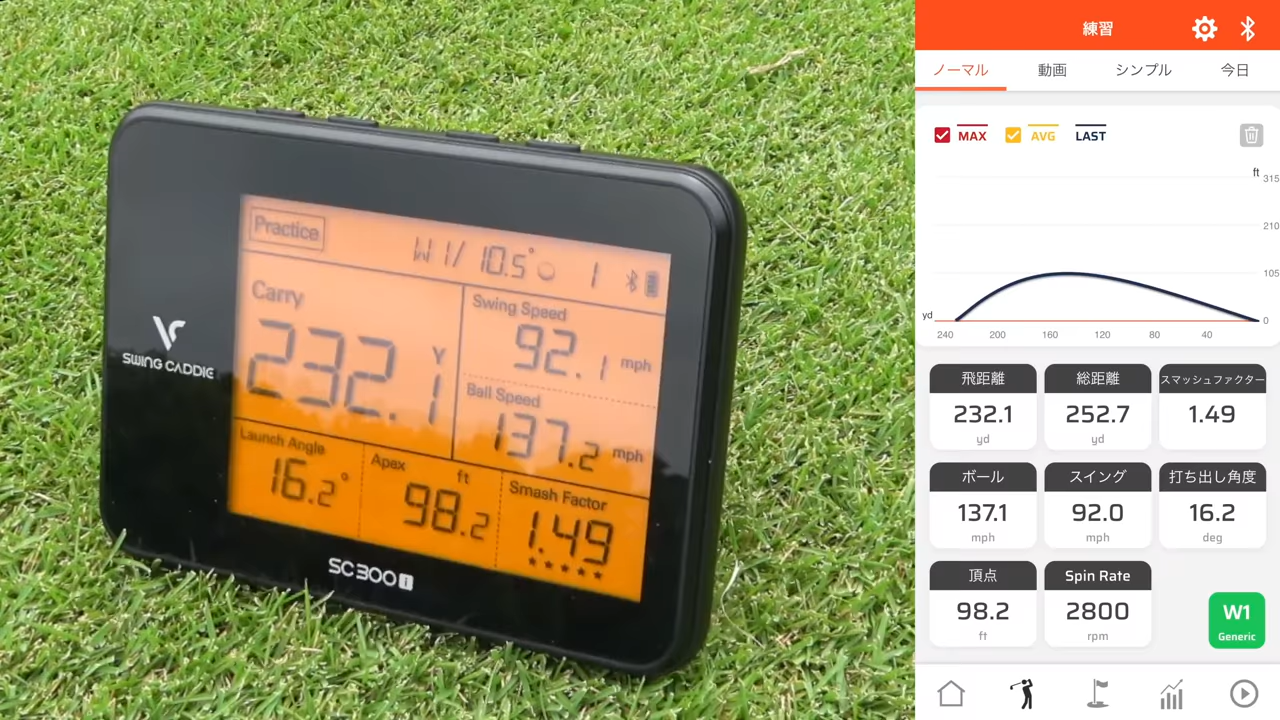 Practice
W1/ 10.5° 1
Carry
232.1 Y
Swing Speed
92.1 mph
Ball Speed
137.2 mph
Launch Angle
16.2°
Apex ft
98.2
Smash Factor
1.49
SWING CADDIE
SC300i
練習
ノーマル 動画 シンプル 今日
MAX AVG LAST
ft
315
210
105
yd
0
240 200 160 120 80 40
飛距離 総距離 スマッシュファクター
232.1 252.7 1.49
yd yd
ボール スイング 打ち出し角度
137.1 92.0 16.2
mph mph deg
頂点 Spin Rate
98.2 2800
ft rpm
W1
Generic